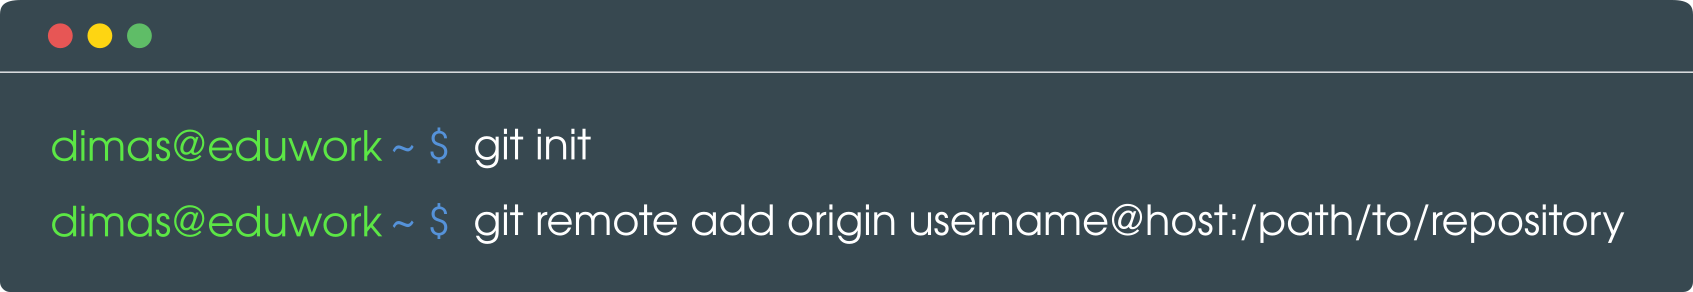 dimas@eduwork ~ $ git init
dimas@eduwork ~ $ git remote add origin username@host:/path/to/repository